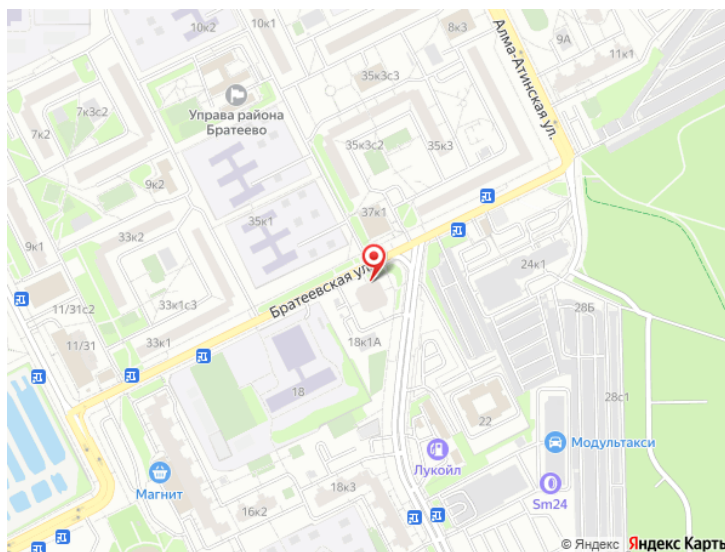 10к2
10к1
8к3
9А
11к1
Алма-Атинская ул.
7к3с2
7к2
Управа района
Братеево
35к3с3
35к3с2
35к3
9к2
9к1
33к2
35к1
37к1
Братеевская ул.
24к1
28Б
11/31с2
33к1с3
11/31
33к1
18к1А
18
28с1
22
Магнит
Лукойл
Модультакси
Sm24
18к3
16к2
© Яндекс Яндекс Карты